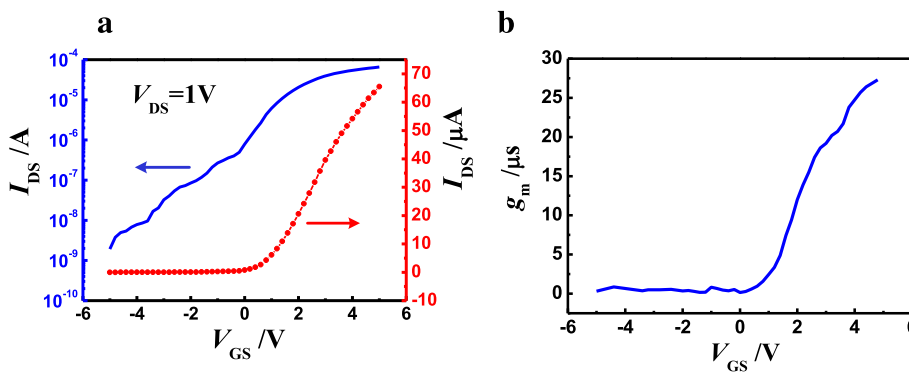 a
V_DS=1V
I_DS /A
10^-4
10^-5
10^-6
10^-7
10^-8
10^-9
10^-10
-6 -4 -2 0 2 4 6
V_GS /V
70
60
50
40
30
20
10
0
-10
I_DS /μA
b
g_m /μs
30
25
20
15
10
5
0
-6 -4 -2 0 2 4 6
V_GS /V